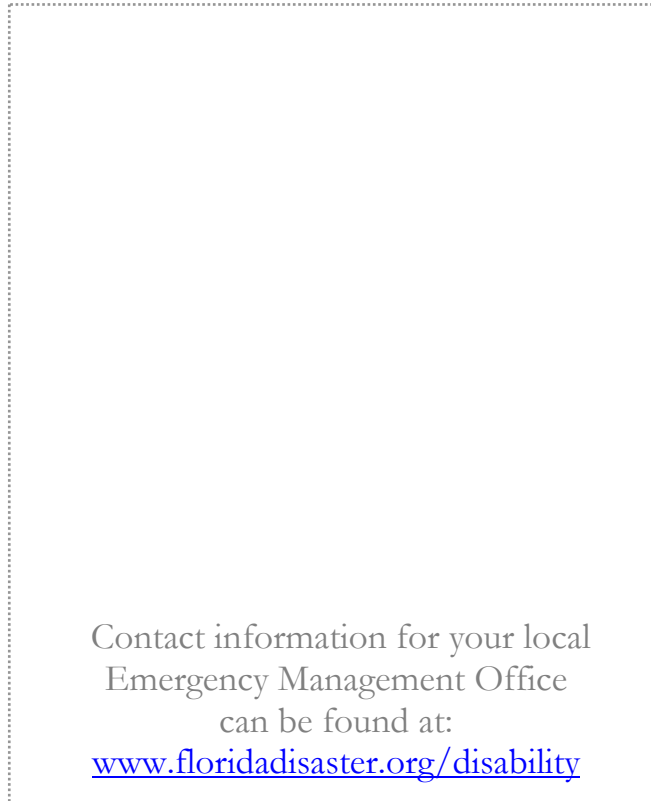 Contact information for your local
Emergency Management Office
can be found at:
www.floridadisaster.org/disability